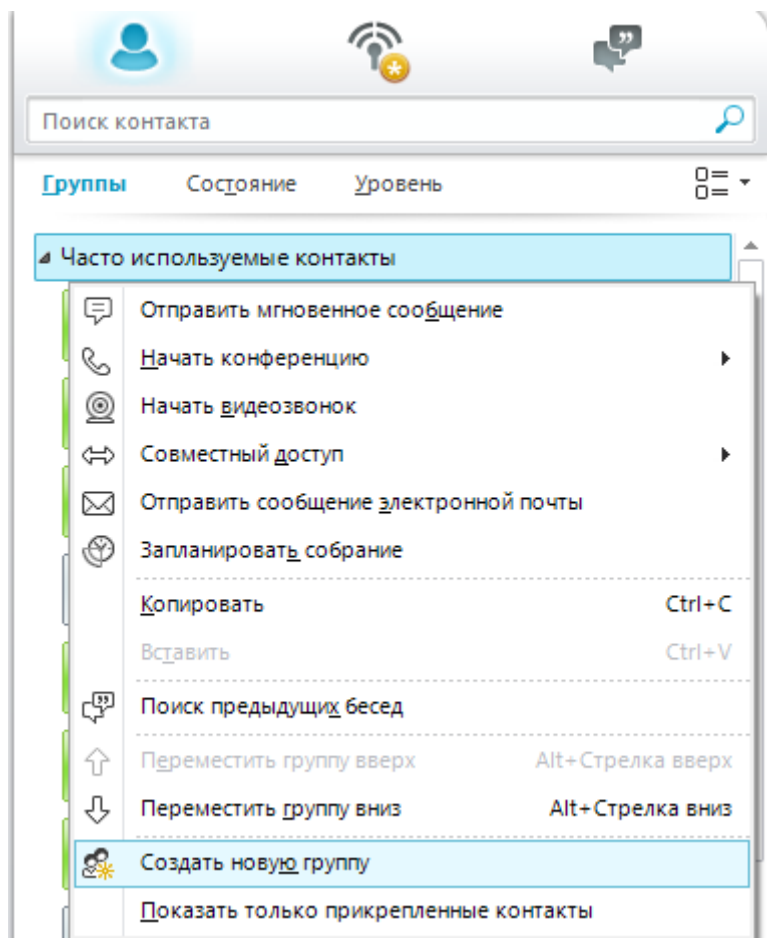 Поиск контакта
Группы Состояние Уровень
Часто используемые контакты
Отправить мгновенное сообщение
Начать конференцию
Начать видеозвонок
Совместный доступ
Отправить сообщение электронной почты
Запланировать собрание
Копировать Ctrl+C
Вставить Ctrl+V
Поиск предыдущих бесед
Переместить группу вверх Alt+Стрелка вверх
Переместить группу вниз Alt+Стрелка вниз
Создать новую группу
Показать только прикрепленные контакты